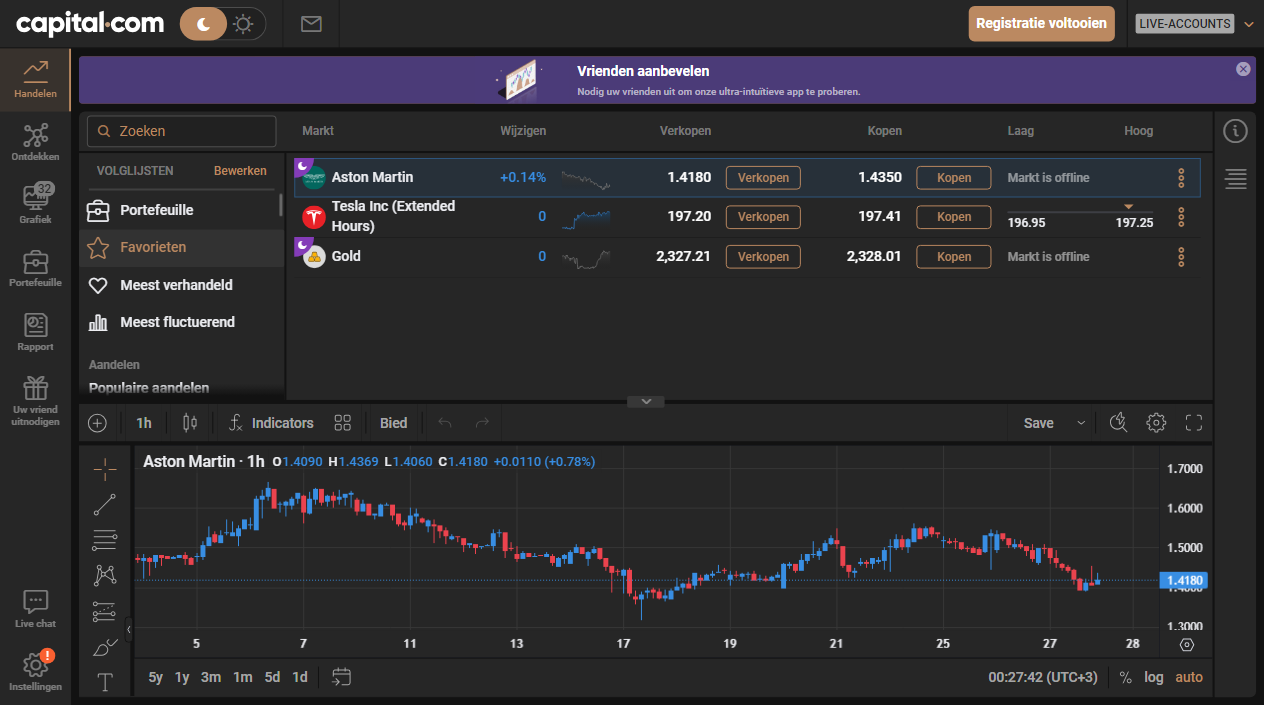 capital.com
Registratie voltooien
LIVE-ACCOUNTS
Handelen
Ontdekken
32
Grafiek
Portefeuille
Rapport
Uw vriend
uitnodigen
Live chat
!
Instellingen
Vrienden aanbevelen
Nodig uw vrienden uit om onze ultra-intuïtieve app te proberen.
Zoeken
VOLGLIJSTEN Bewerken
Portefeuille
Favorieten
Meest verhandeld
Meest fluctuerend
Aandelen
Populaire aandelen
Markt Wijzigen Verkopen Kopen Laag Hoog
Aston Martin +0.14% 1.4180 Verkopen 1.4350 Kopen Markt is offline
Tesla Inc (Extended
Hours) 0 197.20 Verkopen 197.41 Kopen 196.95 197.25
Gold 0 2,327.21 Verkopen 2,328.01 Kopen Markt is offline
1h Indicators Bied Save
Aston Martin · 1h O1.4090 H1.4369 L1.4060 C1.4180 +0.0110 (+0.78%)
1.7000
1.6000
1.5000
1.4180
1.4000
1.3000
5 7 11 13 17 19 21 25 27 28
5y 1y 3m 1m 5d 1d 00:27:42 (UTC+3) % log auto